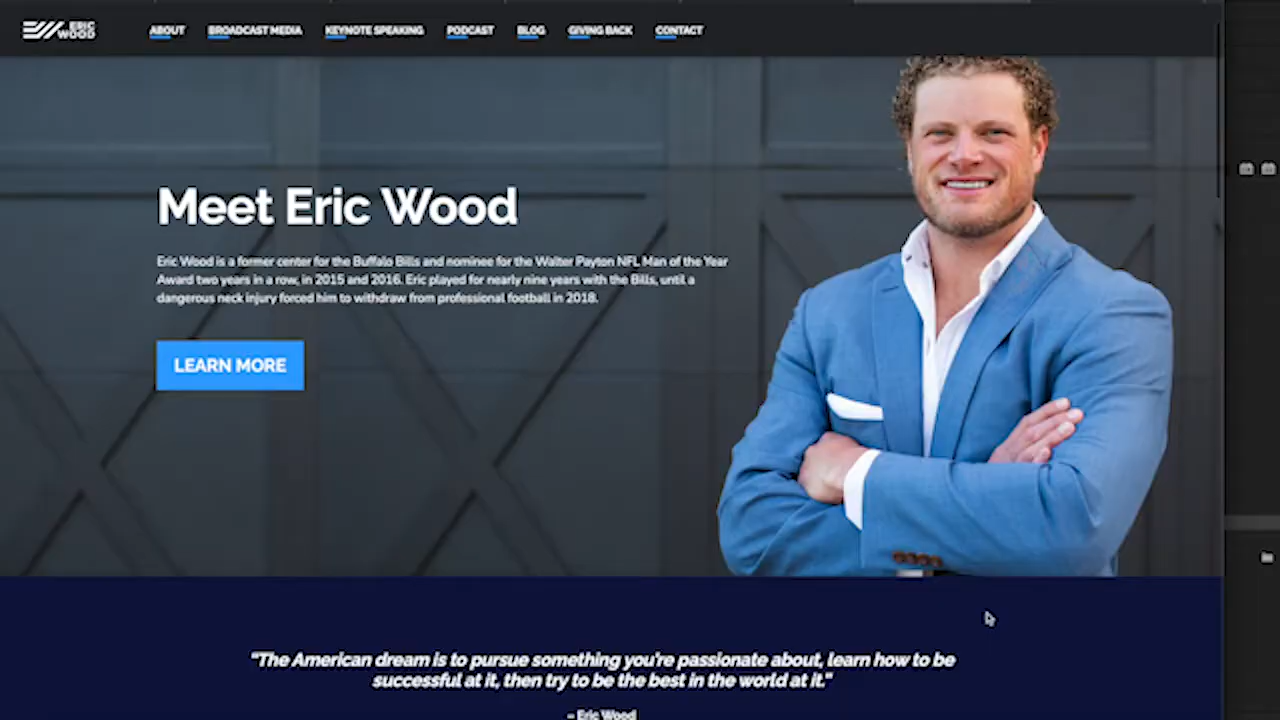 ERIC
WOOD
ABOUT BROADCAST MEDIA KEYNOTE SPEAKING PODCAST BLOG GIVING BACK CONTACT
Meet Eric Wood
Eric Wood is a former center for the Buffalo Bills and nominee for the Walter Payton NFL Man of the Year
Award two years in a row, in 2015 and 2016. Eric played for nearly nine years with the Bills, until a
dangerous neck injury forced him to withdraw from professional football in 2018.
LEARN MORE
"The American dream is to pursue something you're passionate about, learn how to be
successful at it, then try to be the best in the world at it."
– Eric Wood